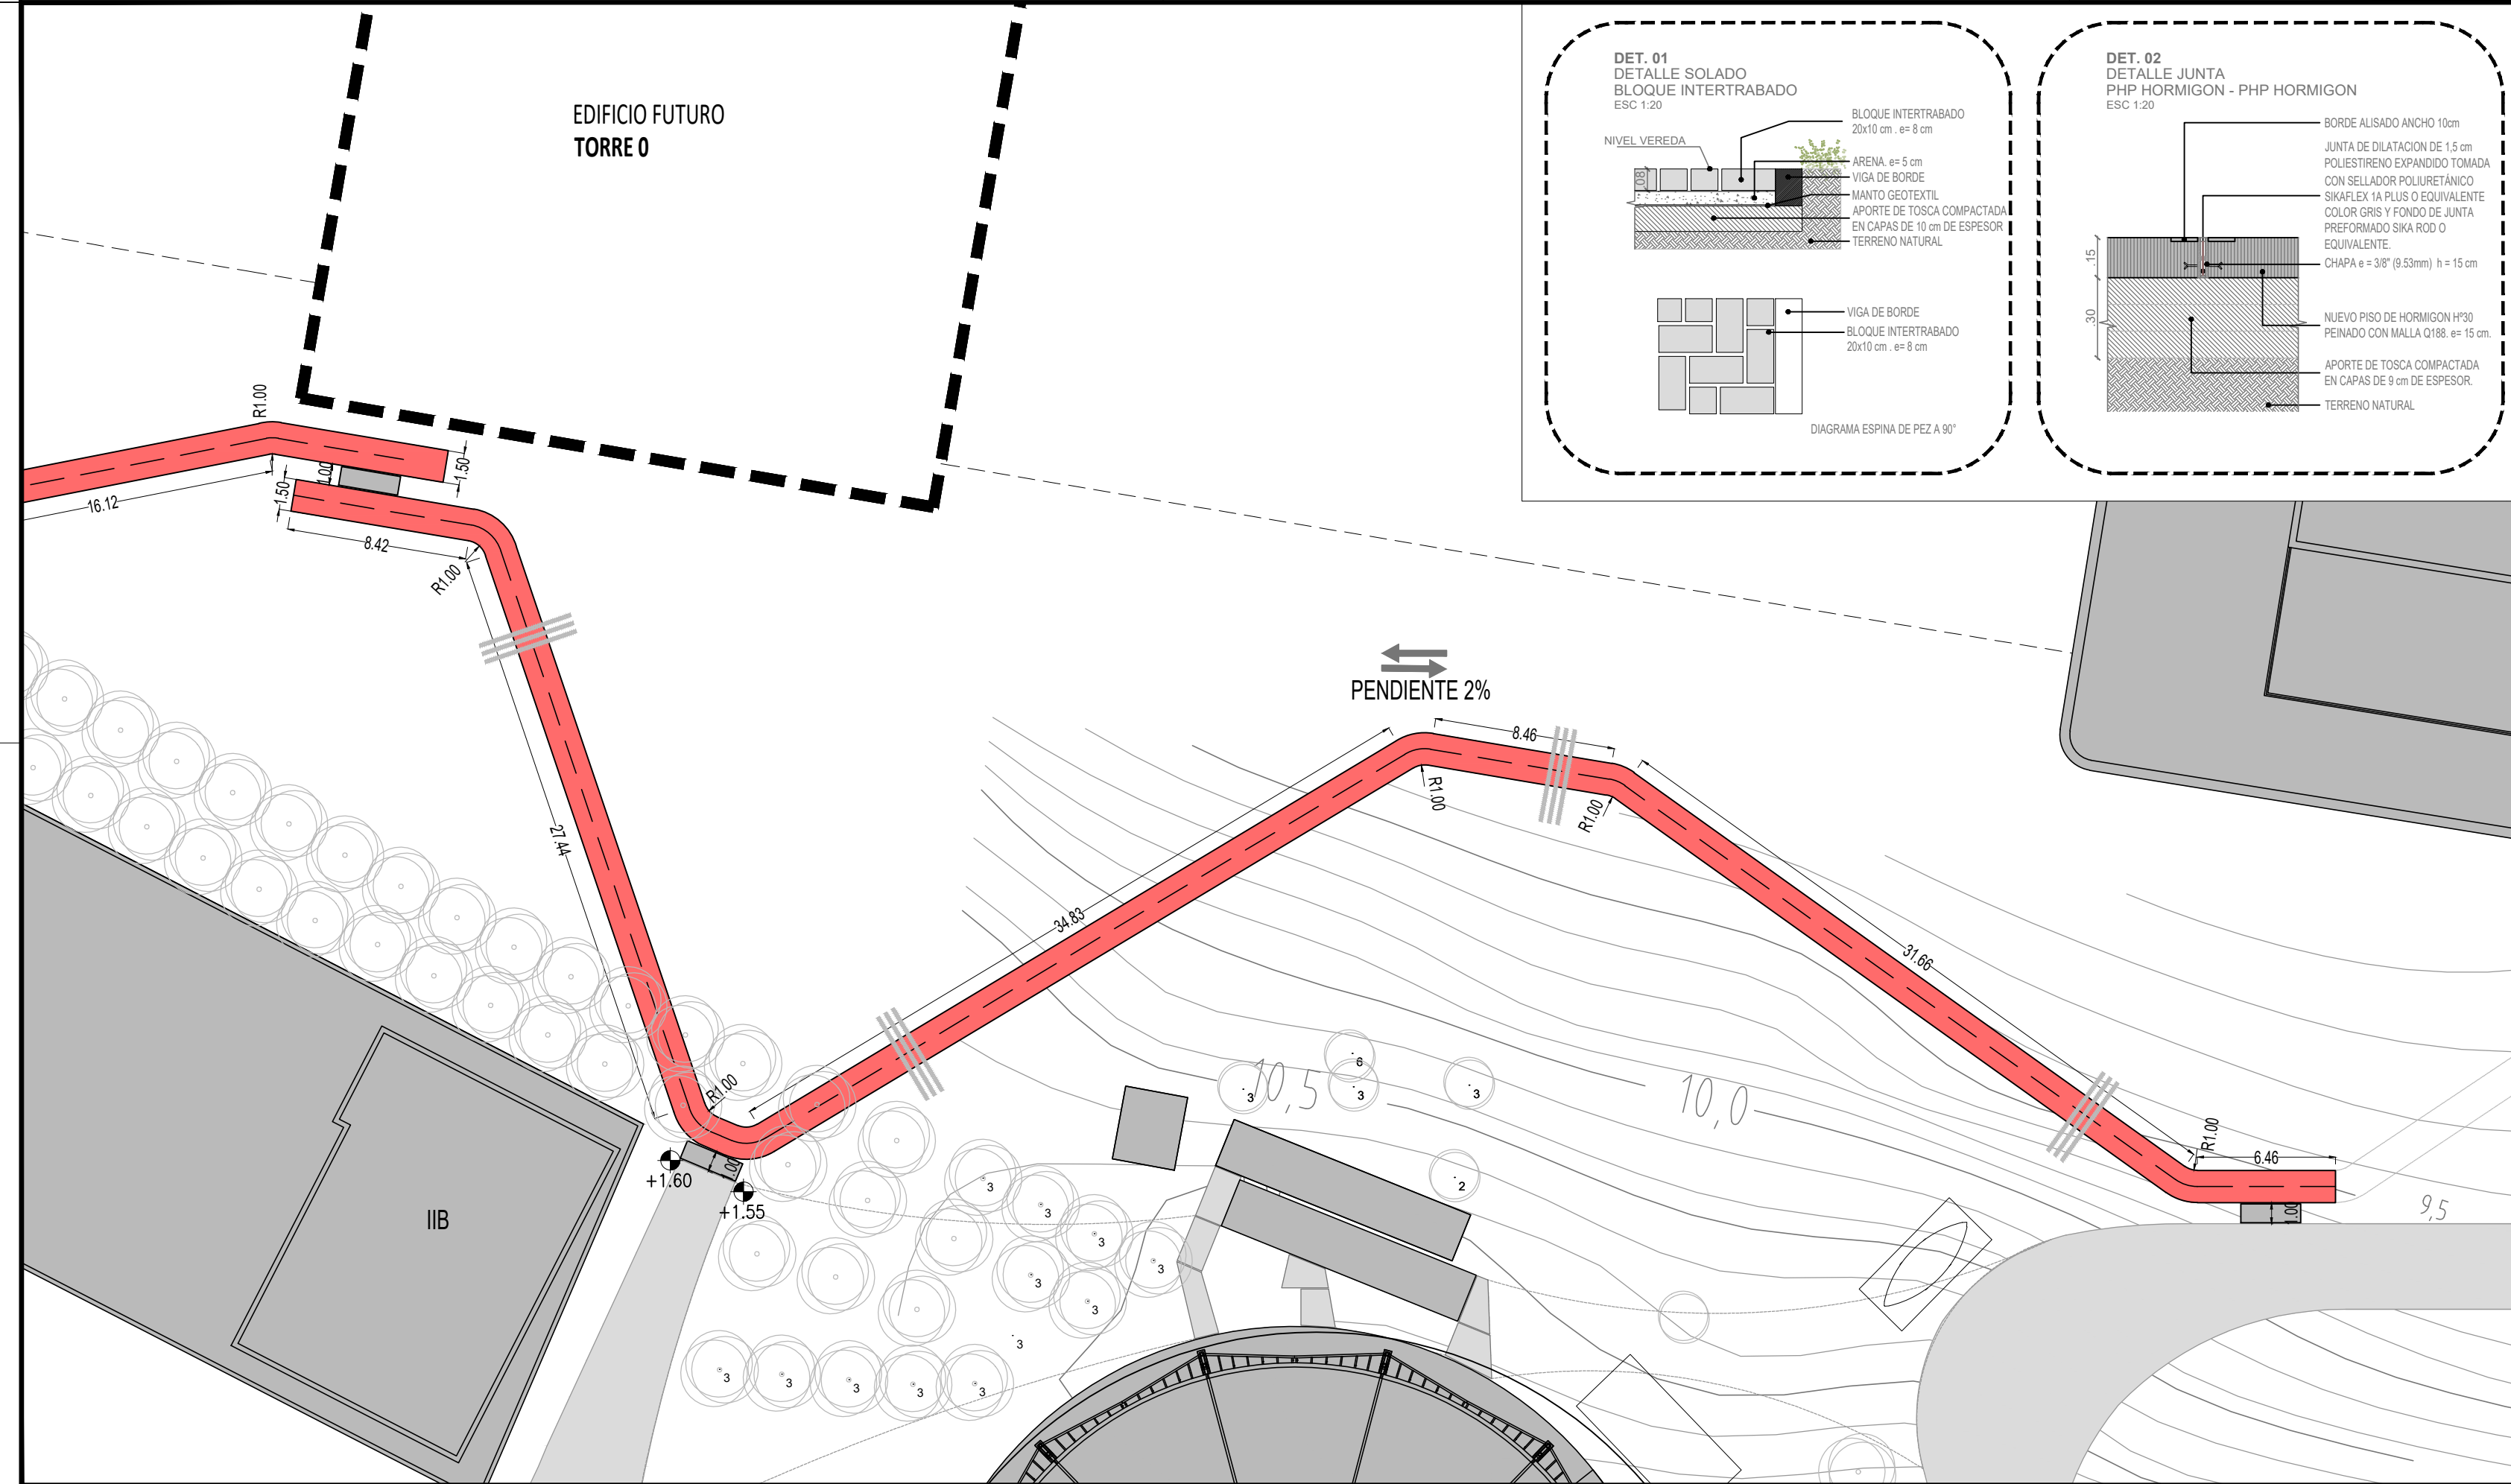 EDIFICIO FUTURO
TORRE 0
DET. 01
DETALLE SOLADO
BLOQUE INTERTRABADO
ESC 1:20
NIVEL VEREDA
.08
BLOQUE INTERTRABADO
20x10 cm . e= 8 cm
ARENA. e= 5 cm
VIGA DE BORDE
MANTO GEOTEXTIL
APORTE DE TOSCA COMPACTADA
EN CAPAS DE 10 cm DE ESPESOR
TERRENO NATURAL
VIGA DE BORDE
BLOQUE INTERTRABADO
20x10 cm . e= 8 cm
DIAGRAMA ESPINA DE PEZ A 90°
DET. 02
DETALLE JUNTA
PHP HORMIGON - PHP HORMIGON
ESC 1:20
BORDE ALISADO ANCHO 10cm
JUNTA DE DILATACION DE 1,5 cm
POLIESTIRENO EXPANDIDO TOMADA
CON SELLADOR POLIURETÁNICO
SIKAFLEX 1A PLUS O EQUIVALENTE
COLOR GRIS Y FONDO DE JUNTA
PREFORMADO SIKA ROD O
EQUIVALENTE.
CHAPA e = 3/8" (9.53mm) h = 15 cm
.15
.30
NUEVO PISO DE HORMIGON Hº30
PEINADO CON MALLA Q188. e= 15 cm.
APORTE DE TOSCA COMPACTADA
EN CAPAS DE 9 cm DE ESPESOR.
TERRENO NATURAL
R1.00
1.50
1.00
1.50
16.12
8.42
R1.00
27.44
PENDIENTE 2%
8.46
R1.00
R1.00
34.83
31.66
R1.00
+1.60
1.00
+1.55
IIB
10,5
10,0
9,5
R1.00
6.46
1.00
6
3
3
3
2
3
3
3
3
3
3
3
3
3
3
3
3